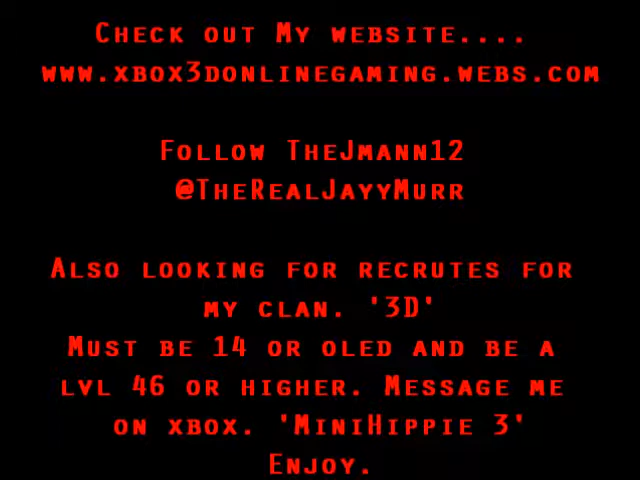 Check out My website....
www.xbox3donlinegaming.webs.com
Follow TheJmann12
@TheRealJayyMurr
Also looking for recrutes for
my clan. '3D'
Must be 14 or oled and be a
lvl 46 or higher. Message me
on xbox. 'MiniHippie 3'
Enjoy.